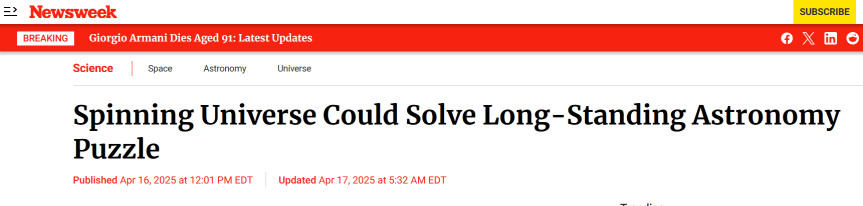 Newsweek
SUBSCRIBE
BREAKING Giorgio Armani Dies Aged 91: Latest Updates
Science Space Astronomy Universe
Spinning Universe Could Solve Long-Standing Astronomy
Puzzle
Published Apr 16, 2025 at 12:01 PM EDT Updated Apr 17, 2025 at 5:32 AM EDT